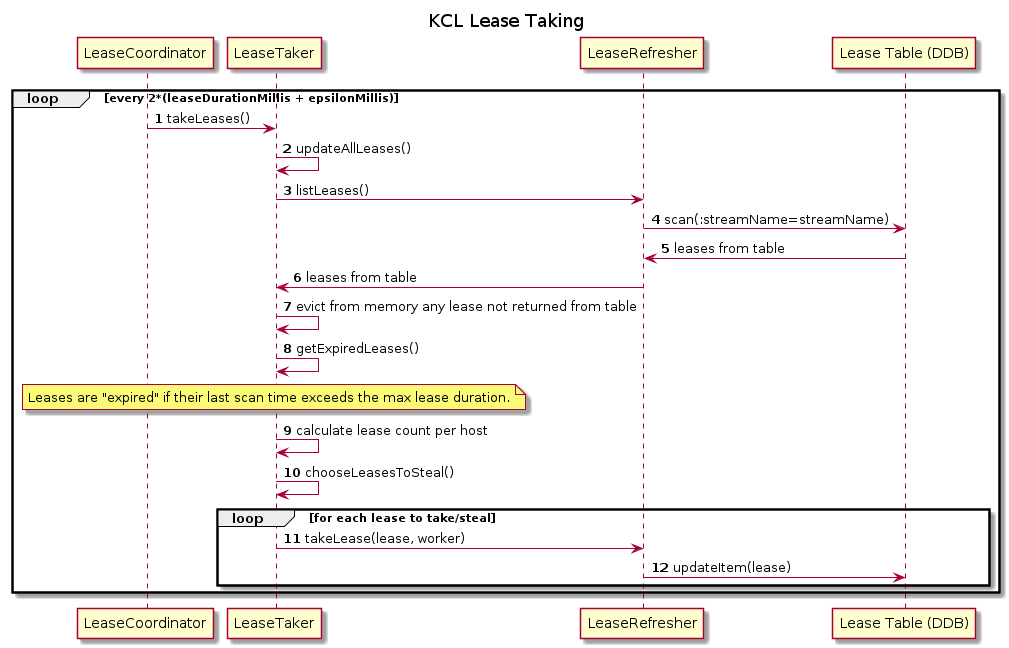 KCL Lease Taking
LeaseCoordinator
LeaseTaker
LeaseRefresher
Lease Table (DDB)
loop
[every 2*(leaseDurationMillis + epsilonMillis)]
1 takeLeases()
2 updateAllLeases()
3 listLeases()
4 scan(:streamName=streamName)
5 leases from table
6 leases from table
7 evict from memory any lease not returned from table
8 getExpiredLeases()
Leases are "expired" if their last scan time exceeds the max lease duration.
9 calculate lease count per host
10 chooseLeasesToSteal()
loop
[for each lease to take/steal]
11 takeLease(lease, worker)
12 updateItem(lease)
LeaseCoordinator
LeaseTaker
LeaseRefresher
Lease Table (DDB)